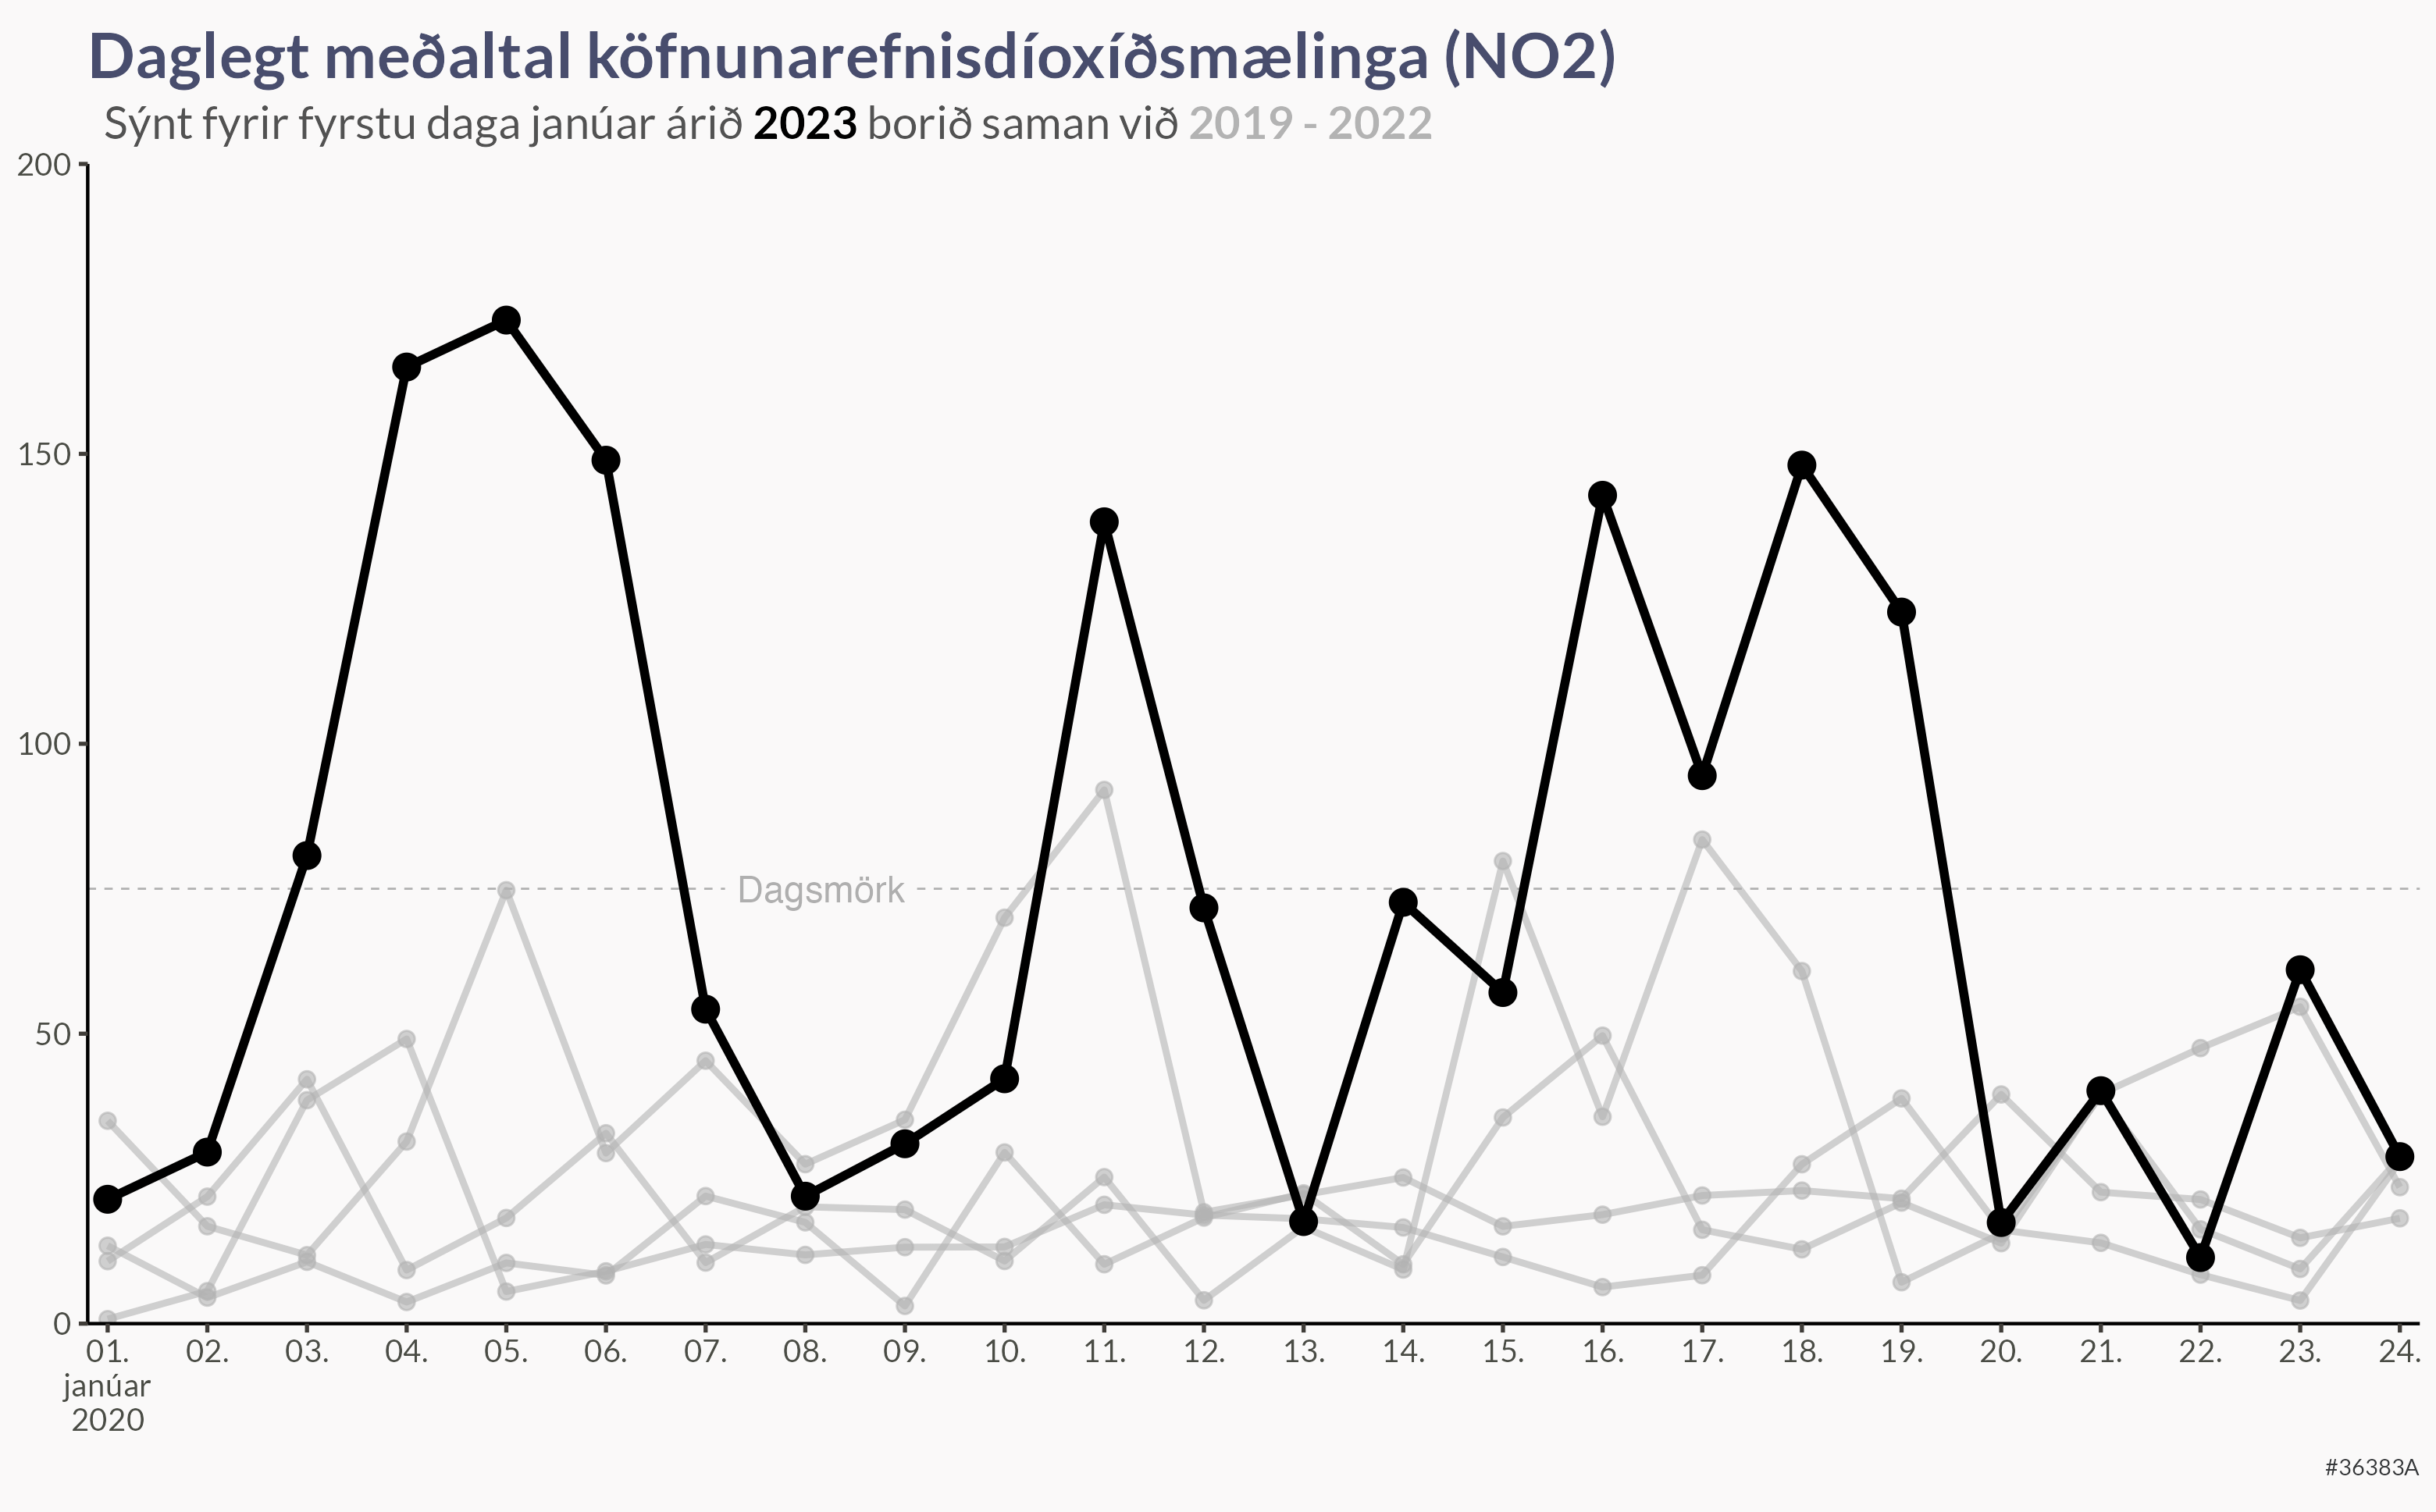 Daglegt meðaltal köfnunarefnisdíoxíðsmælinga (NO2)
Sýnt fyrir fyrstu daga janúar árið 2023 borið saman við 2019 - 2022
200
150
100
Dagsmörk
50
0
01. 02. 03. 04. 05. 06. 07. 08. 09. 10. 11. 12. 13. 14. 15. 16. 17. 18. 19. 20. 21. 22. 23. 24.
janúar
2020
#36383A